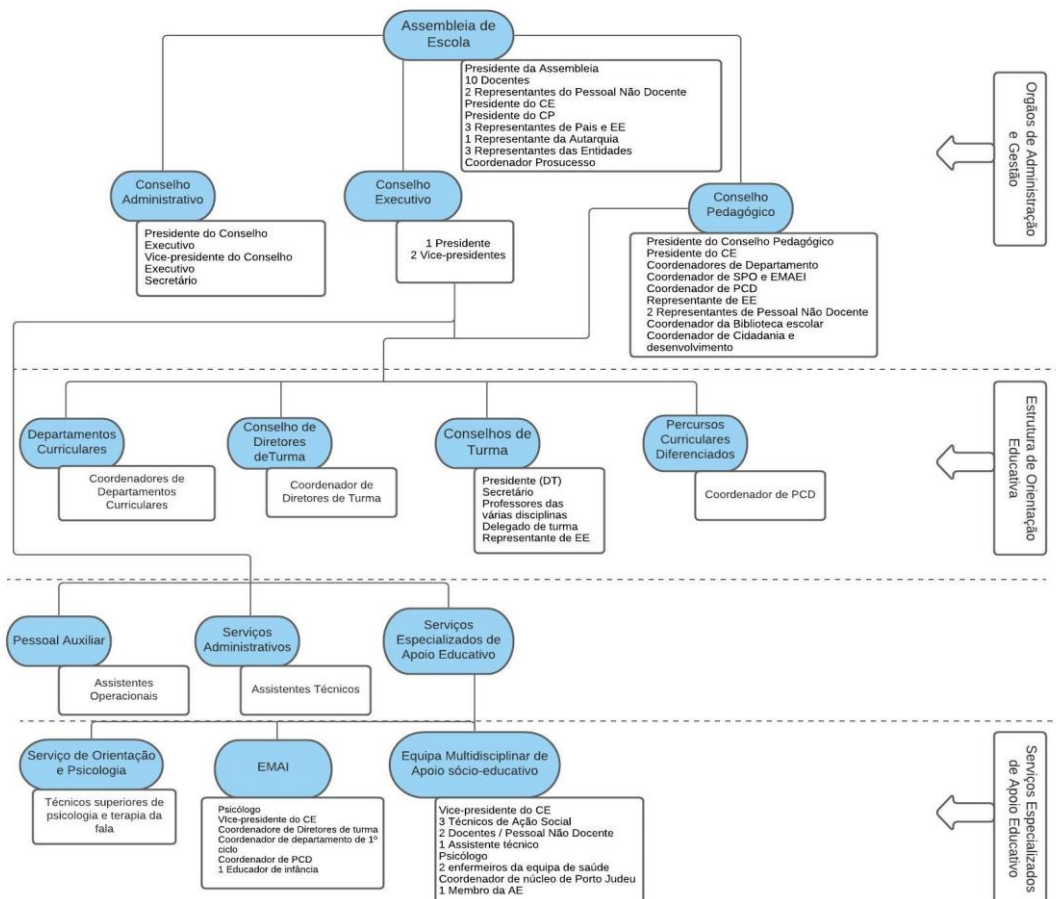 Assembleia de
Escola
Presidente da Assembleia
10 Docentes
2 Representantes do Pessoal Não Docente
Presidente do CE
Presidente do CP
3 Representantes de Pais e EE
1 Representante da Autarquia
3 Representantes das Entidades
Coordenador Prosucesso
Orgãos de Administração
e Gestão
Conselho
Administrativo
Presidente do Conselho
Executivo
Vice-presidente do Conselho
Executivo
Secretário
Conselho
Executivo
1 Presidente
2 Vice-presidentes
Conselho
Pedagógico
Presidente do Conselho Pedagógico
Presidente do CE
Coordenadores de Departamento
Coordenador de SPO e EMAEI
Coordenador de PCD
Representante de EE
2 Representantes de Pessoal Não Docente
Coordenador da Biblioteca escolar
Coordenador de Cidadania e
desenvolvimento
Departamentos
Curriculares
Coordenadores de
Departamentos
Curriculares
Conselho de
Diretores
deTurma
Coordenador de
Diretores de Turma
Conselhos de
Turma
Presidente (DT)
Secretário
Professores das
várias disciplinas
Delegado de turma
Representante de EE
Percursos
Curriculares
Diferenciados
Coordenador de PCD
Estrutura de Orientação
Educativa
Pessoal Auxiliar
Assistentes
Operacionais
Serviços
Administrativos
Assistentes Técnicos
Serviços
Especializados de
Apoio Educativo
Serviço de Orientação
e Psicologia
Técnicos superiores de
psicologia e terapia da
fala
EMAI
Psicólogo
VIce-presidente do CE
Coordenadore de Diretores de turma
Coordenador de departamento de 1º
ciclo
Coordenador de PCD
1 Educador de infância
Equipa Multidisciplinar de
Apoio sócio-educativo
Vice-presidente do CE
3 Técnicos de Ação Social
2 Docentes / Pessoal Não Docente
1 Assistente técnico
Psicólogo
2 enfermeiros da equipa de saúde
Coordenador de núcleo de Porto Judeu
1 Membro da AE
Serviços Especializados
de Apoio Educativo